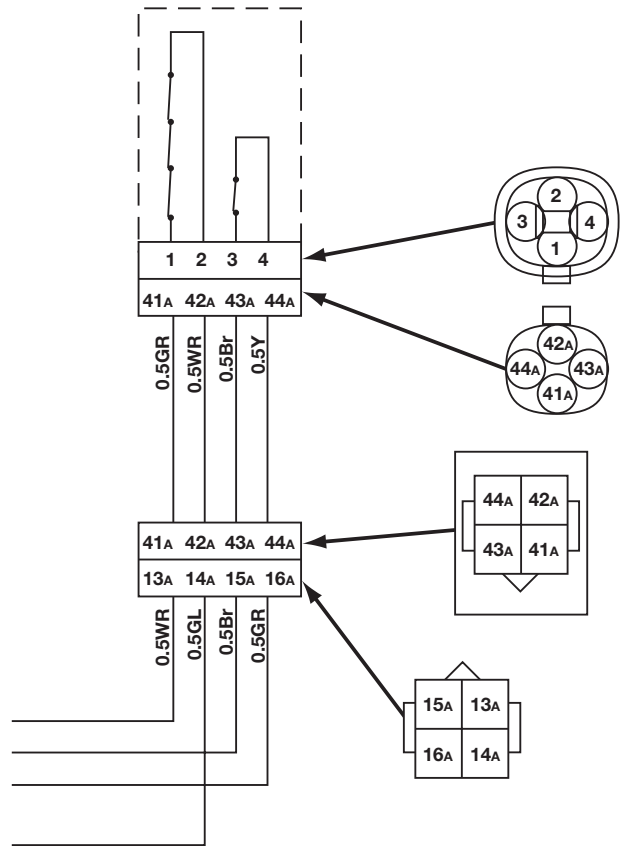 1 2 3 4
41A 42A 43A 44A
0.5GR 0.5WR 0.5Br 0.5Y
41A 42A 43A 44A
13A 14A 15A 16A
0.5WR 0.5GL 0.5Br 0.5GR
2
3 4
1
42A
44A 43A
41A
44A 42A
43A 41A
15A 13A
16A 14A